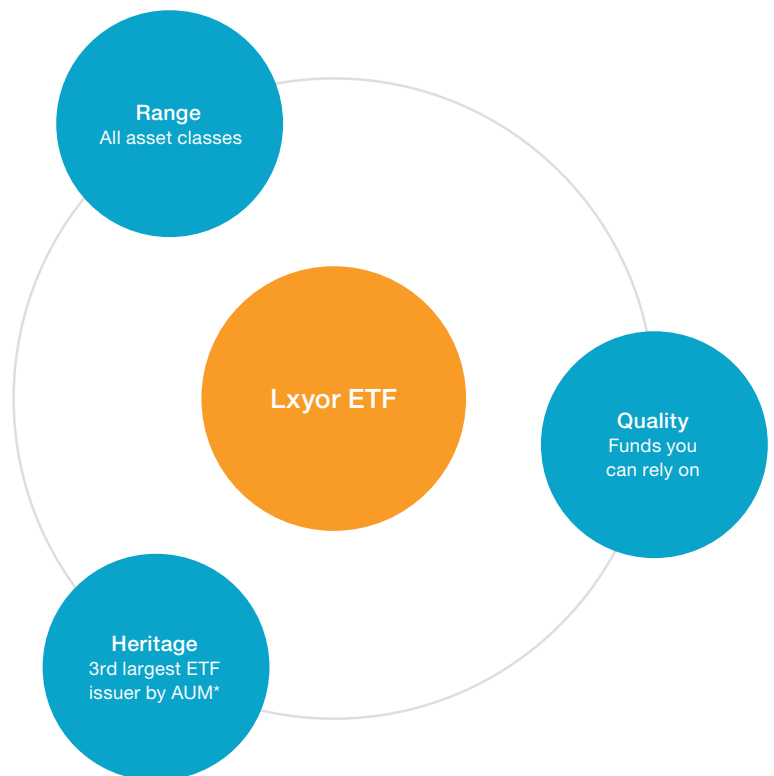 Range
All asset classes
Lxyor ETF
Quality
Funds you
can rely on
Heritage
3rd largest ETF
issuer by AUM*